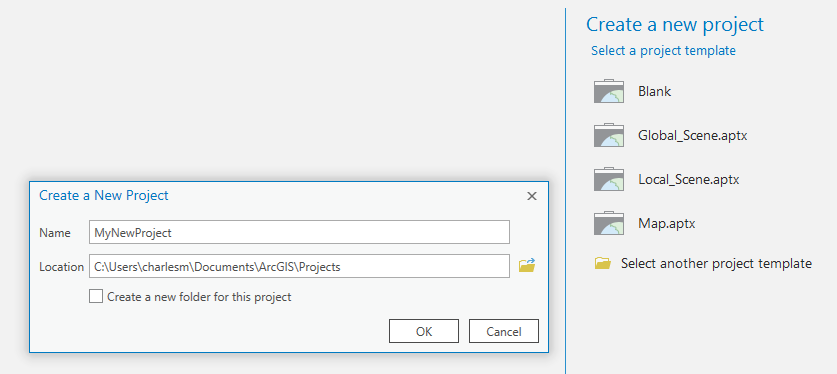 Create a new project
Select a project template
Blank
Global_Scene.aptx
Local_Scene.aptx
Map.aptx
Select another project template
Create a New Project
Name MyNewProject
Location C:\Users\charlesm\Documents\ArcGIS\Projects
Create a new folder for this project
OK Cancel